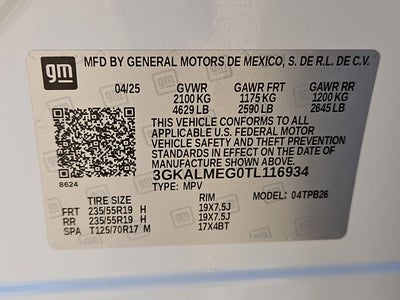 gm
MFD BY GENERAL MOTORS DE MEXICO, S. DE R.L. DE C.V.
04/25 GVWR GAWR FRT GAWR RR
2100 KG 1175 KG 1200 KG
4629 LB 2590 LB 2645 LB
THIS VEHICLE CONFORMS TO ALL
APPLICABLE U.S. FEDERAL MOTOR
VEHICLE SAFETY AND THEFT PREVENTION
STANDARDS IN EFFECT ON THE DATE OF
MANUFACTURE SHOWN ABOVE.
3GKALMEG0TL116934
8624 TYPE: MPV MODEL: 04TPB26
TIRE SIZE RIM
FRT 235/55R19 H 19X7.5J
RR 235/55R19 H 19X7.5J
SPA T125/70R17 M 17X4BT